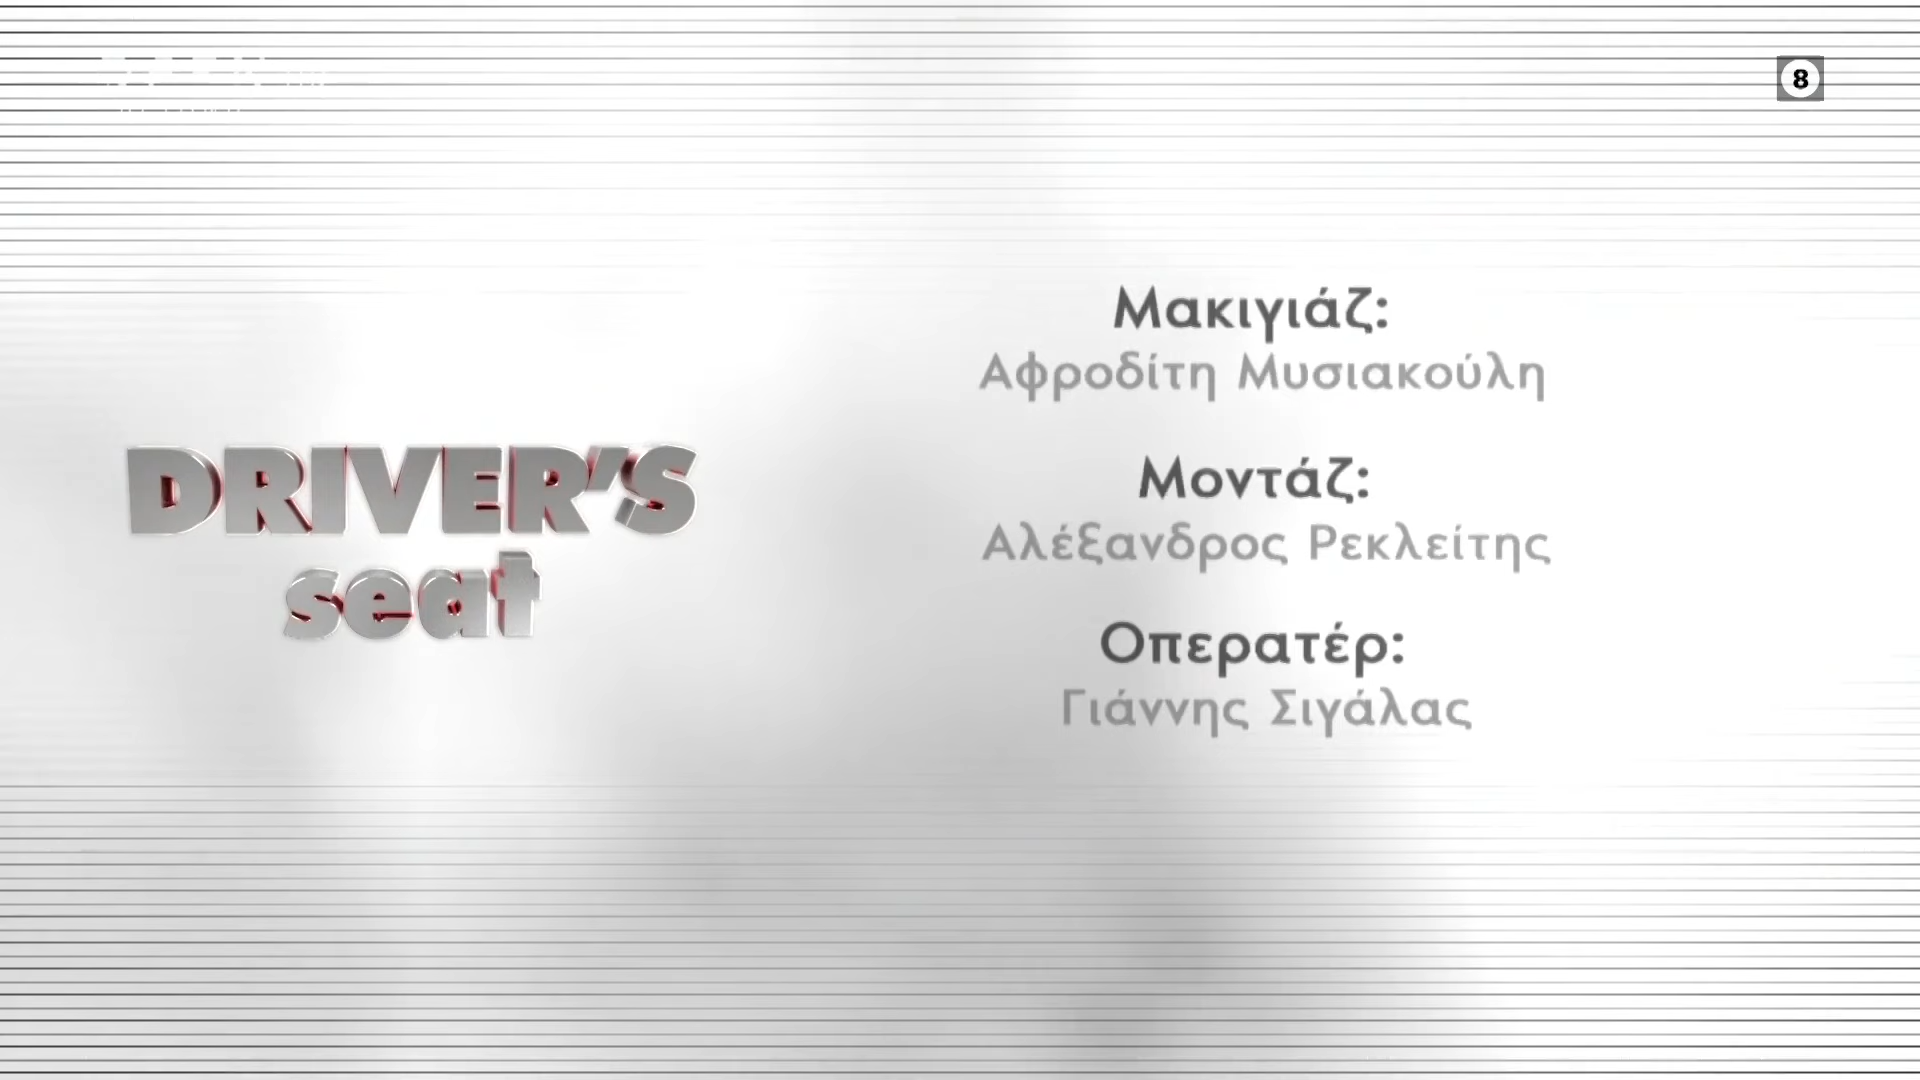 8
DRIVER'S
seat
Μακιγιάζ:
Αφροδίτη Μυσιακούλη
Μοντάζ:
Αλέξανδρος Ρεκλείτης
Οπερατέρ:
Γιάννης Σιγάλας